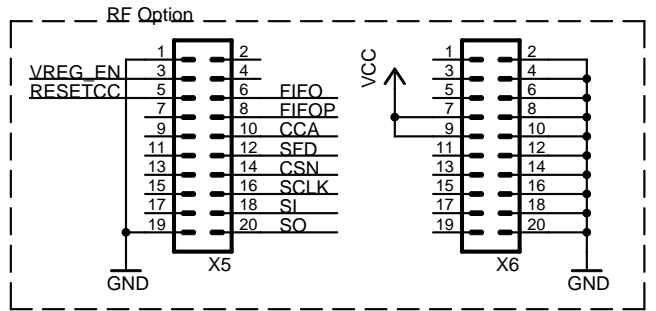 RF Option
1 2
VREG_EN 3 4
RESETCC 5 6 FIFO
7 8 FIFOP
9 10 CCA
11 12 SFD
13 14 CSN
15 16 SCLK
17 18 SI
19 20 SO
X5
GND
VCC
1 2
3 4
5 6
7 8
9 10
11 12
13 14
15 16
17 18
19 20
X6
GND